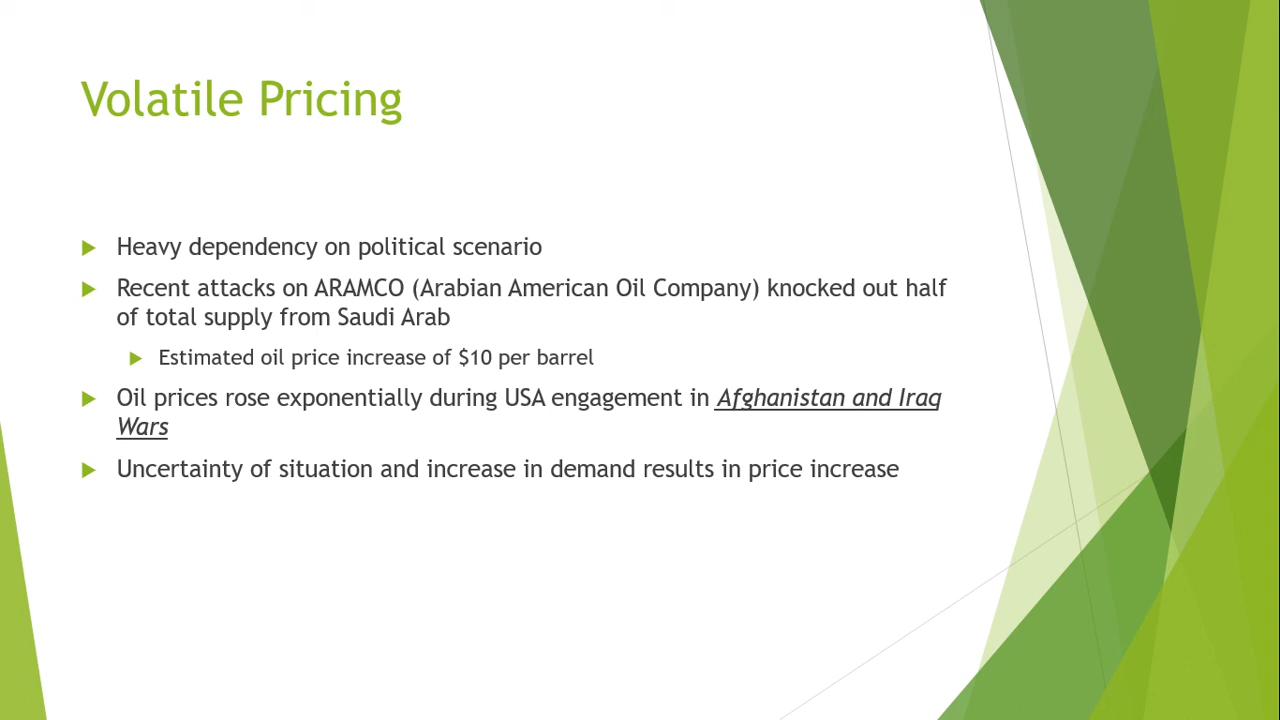 Volatile Pricing
Heavy dependency on political scenario
Recent attacks on ARAMCO (Arabian American Oil Company) knocked out half
of total supply from Saudi Arab
Estimated oil price increase of $10 per barrel
Oil prices rose exponentially during USA engagement in Afghanistan and Iraq
Wars
Uncertainty of situation and increase in demand results in price increase